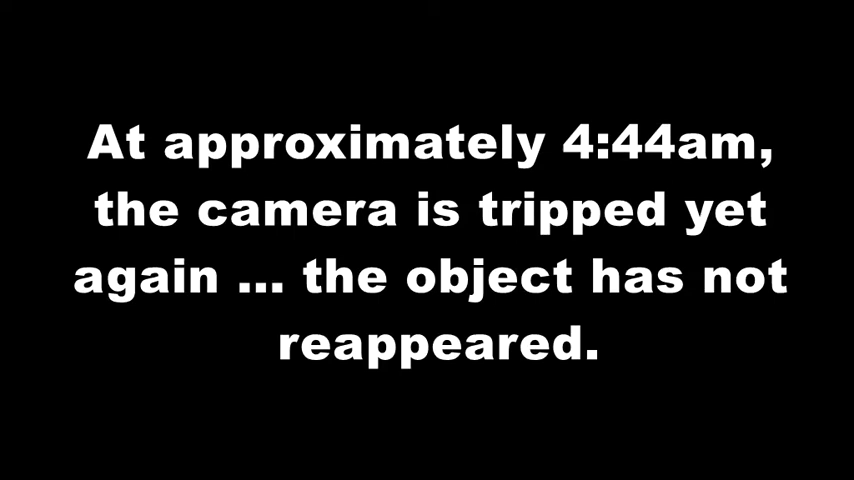 At approximately 4:44am,
the camera is tripped yet
again ... the object has not
reappeared.